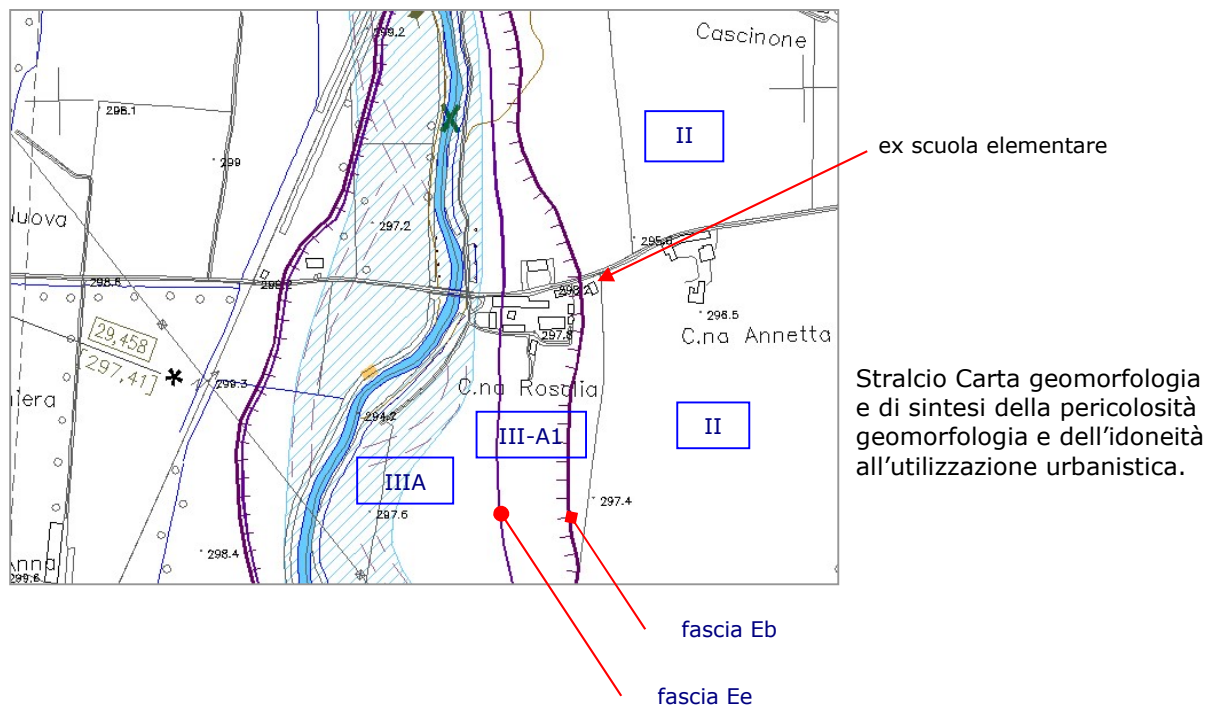 299.2
Cascinone
298.1
II
ex scuola elementare
299
Nuova
297.2
295.8
298.6
296.5
C.na Annetta
29,458
297.8
[297,41]
*
299.3
C.na Rosalia
Stralcio Carta geomorfologia
e di sintesi della pericolosità
geomorfologia e dell’idoneità
all’utilizzazione urbanistica.
294.2
III-A1
II
IIIA
297.4
297.6
298.4
299.6
fascia Eb
fascia Ee